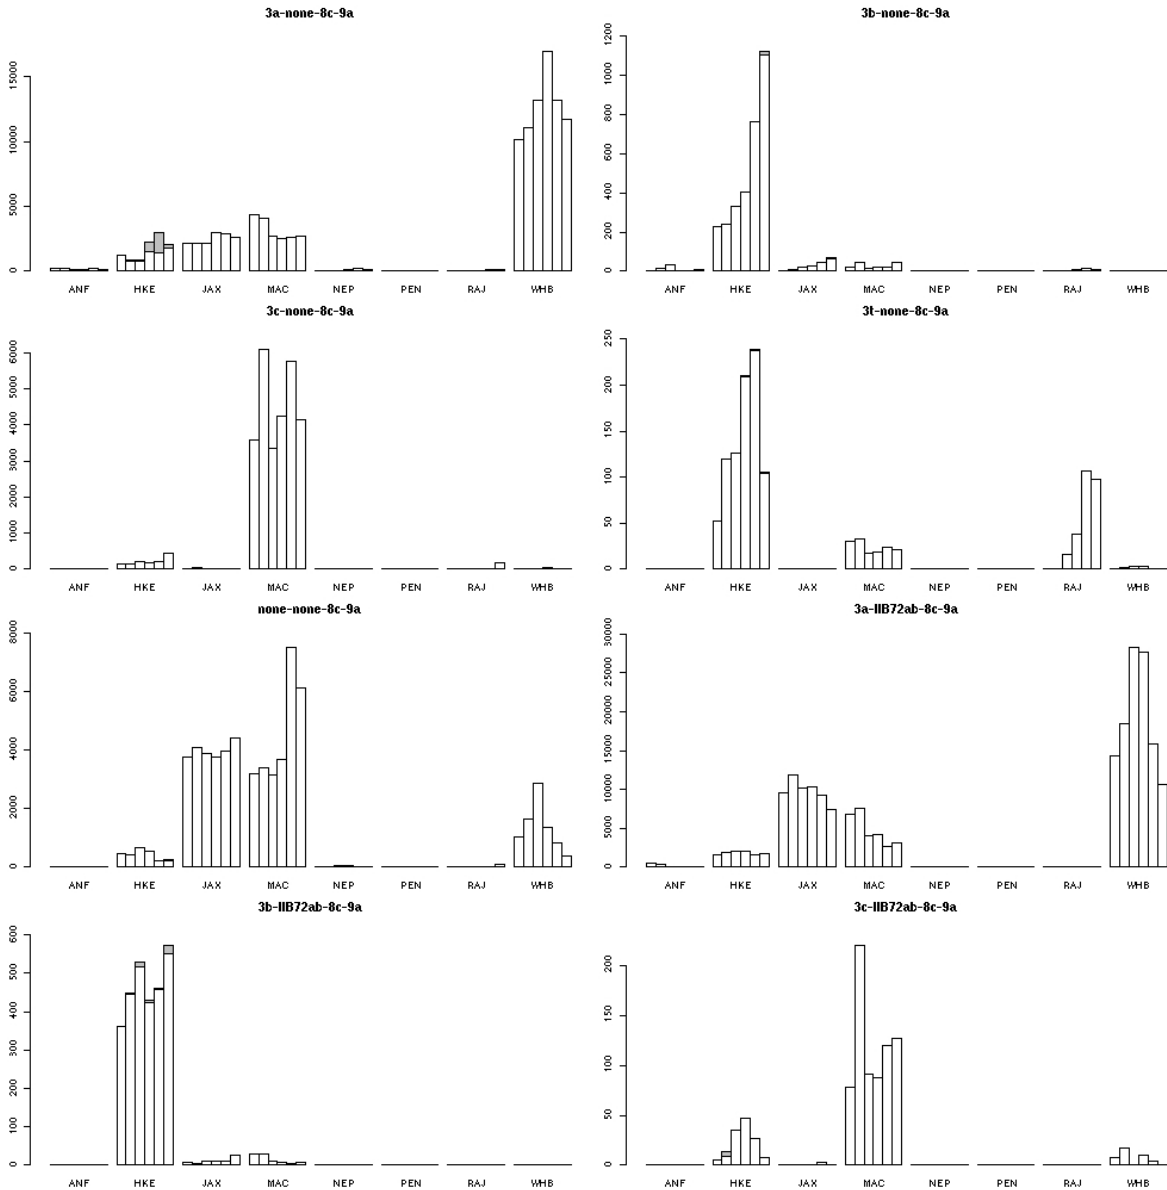 3a-none-8c-9a
0 5000 10000 15000
ANF HKE JAX MAC NEP PEN RAJ WHB
3b-none-8c-9a
0 200 400 600 800 1000 1200
ANF HKE JAX MAC NEP PEN RAJ WHB
3c-none-8c-9a
0 1000 2000 3000 4000 5000 6000
ANF HKE JAX MAC NEP PEN RAJ WHB
3t-none-8c-9a
0 50 100 150 200 250
ANF HKE JAX MAC NEP PEN RAJ WHB
none-none-8c-9a
0 2000 4000 6000 8000
ANF HKE JAX MAC NEP PEN RAJ WHB
3a-IIB72ab-8c-9a
0 5000 10000 15000 20000 25000 30000
ANF HKE JAX MAC NEP PEN RAJ WHB
3b-IIB72ab-8c-9a
0 100 200 300 400 500 600
ANF HKE JAX MAC NEP PEN RAJ WHB
3c-IIB72ab-8c-9a
0 50 100 150 200
ANF HKE JAX MAC NEP PEN RAJ WHB